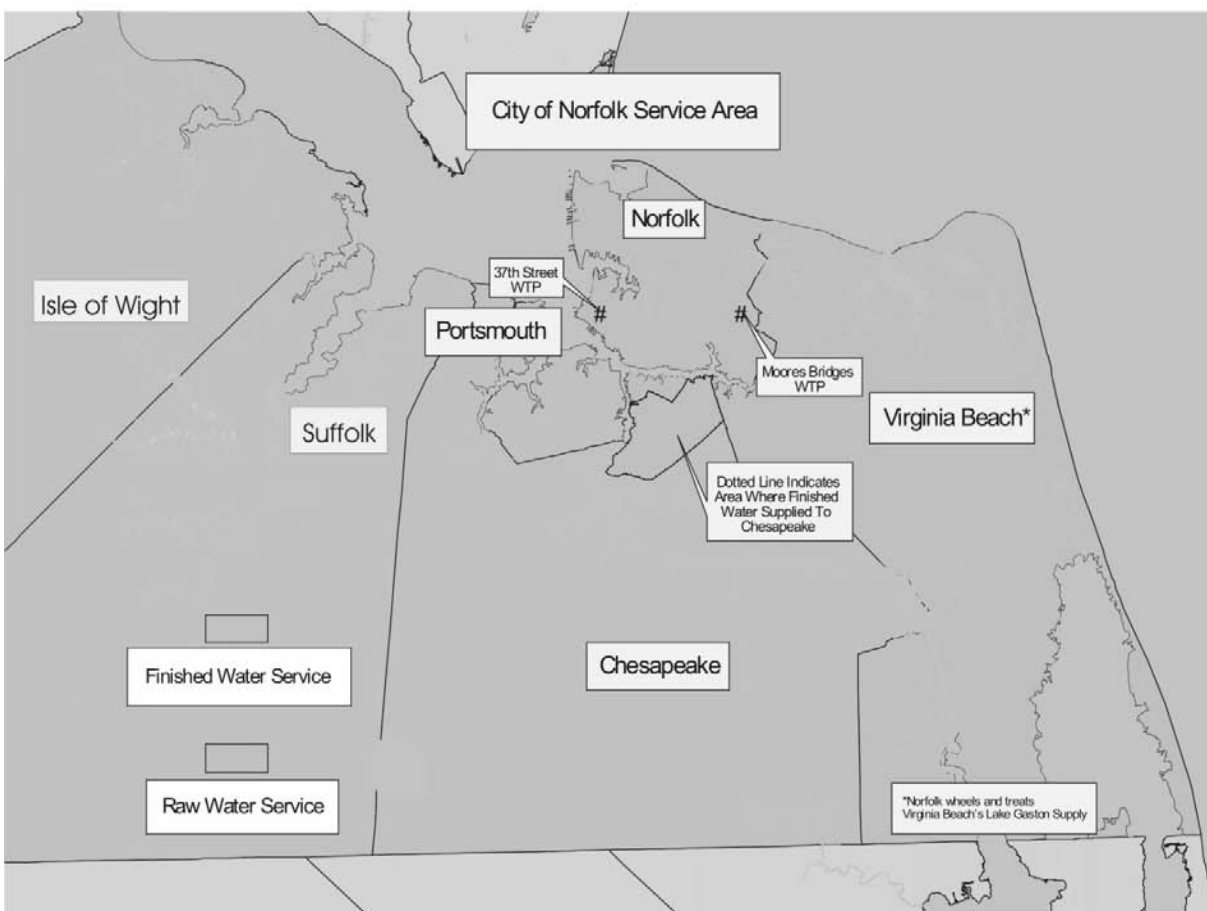 City of Norfolk Service Area
Norfolk
37th Street
WTP
#
#
Isle of Wight
Portsmouth
Moores Bridges
WTP
Virginia Beach*
Suffolk
Dotted Line Indicates
Area Where Finished
Water Supplied To
Chesapeake
Chesapeake
Finished Water Service
Raw Water Service
*Norfolk wheels and treats
Virginia Beach's Lake Gaston Supply